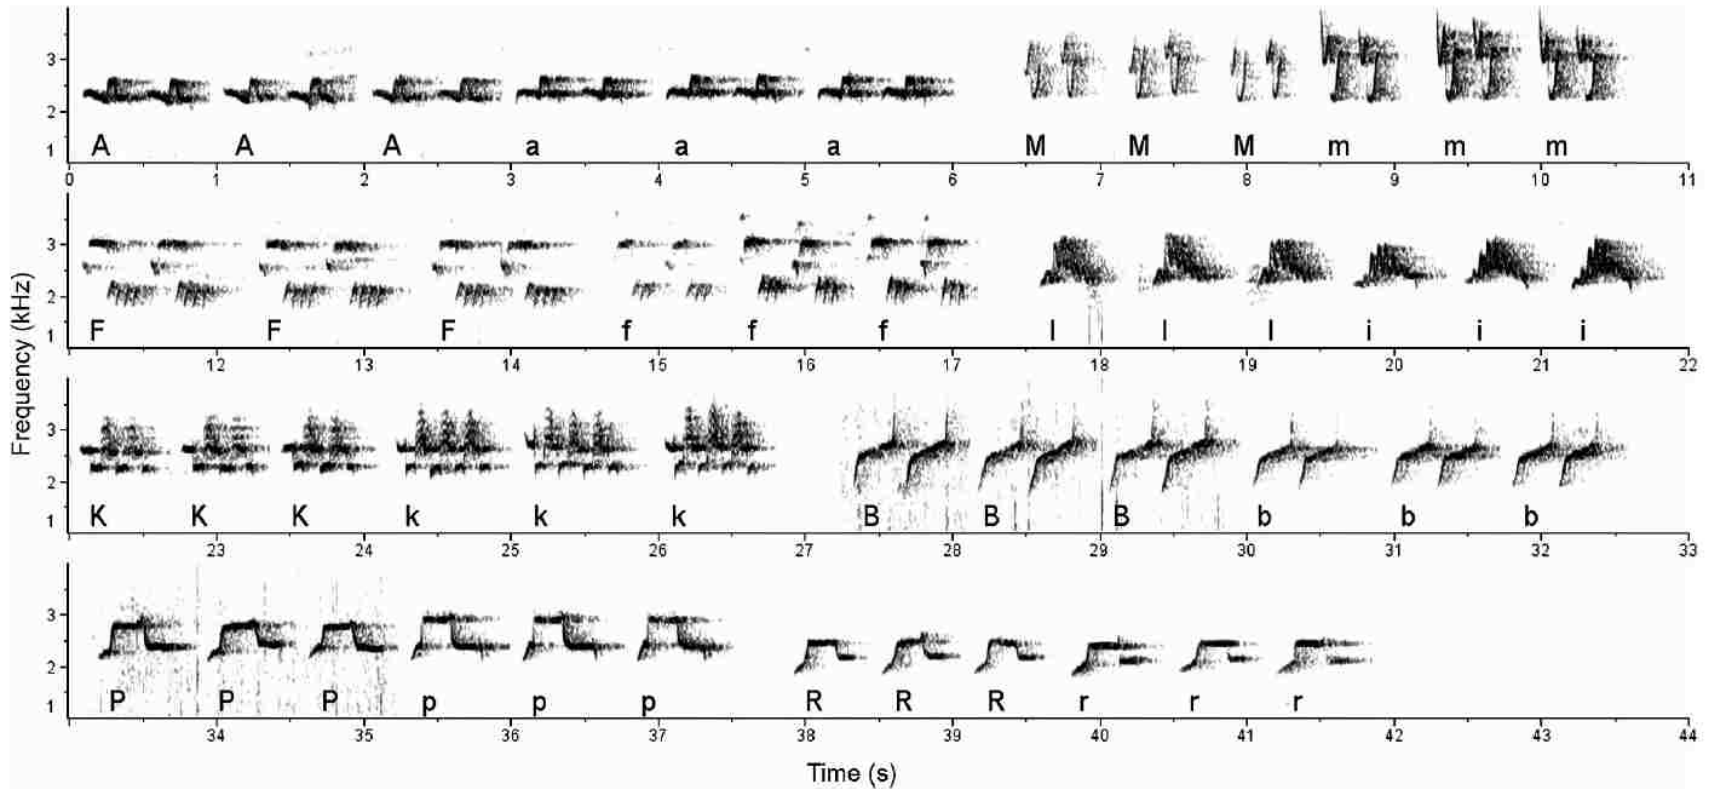 3
2
1
A A A a a a M M M m m m
0 1 2 3 4 5 6 7 8 9 10 11
3
2
1
F F F f f f I I I i i i
12 13 14 15 16 17 18 19 20 21 22
3
2
1
K K K k k k B B B b b b
23 24 25 26 27 28 29 30 31 32 33
3
2
1
P P P p p p R R R r r r
34 35 36 37 38 39 40 41 42 43 44
Frequency (kHz)
Time (s)